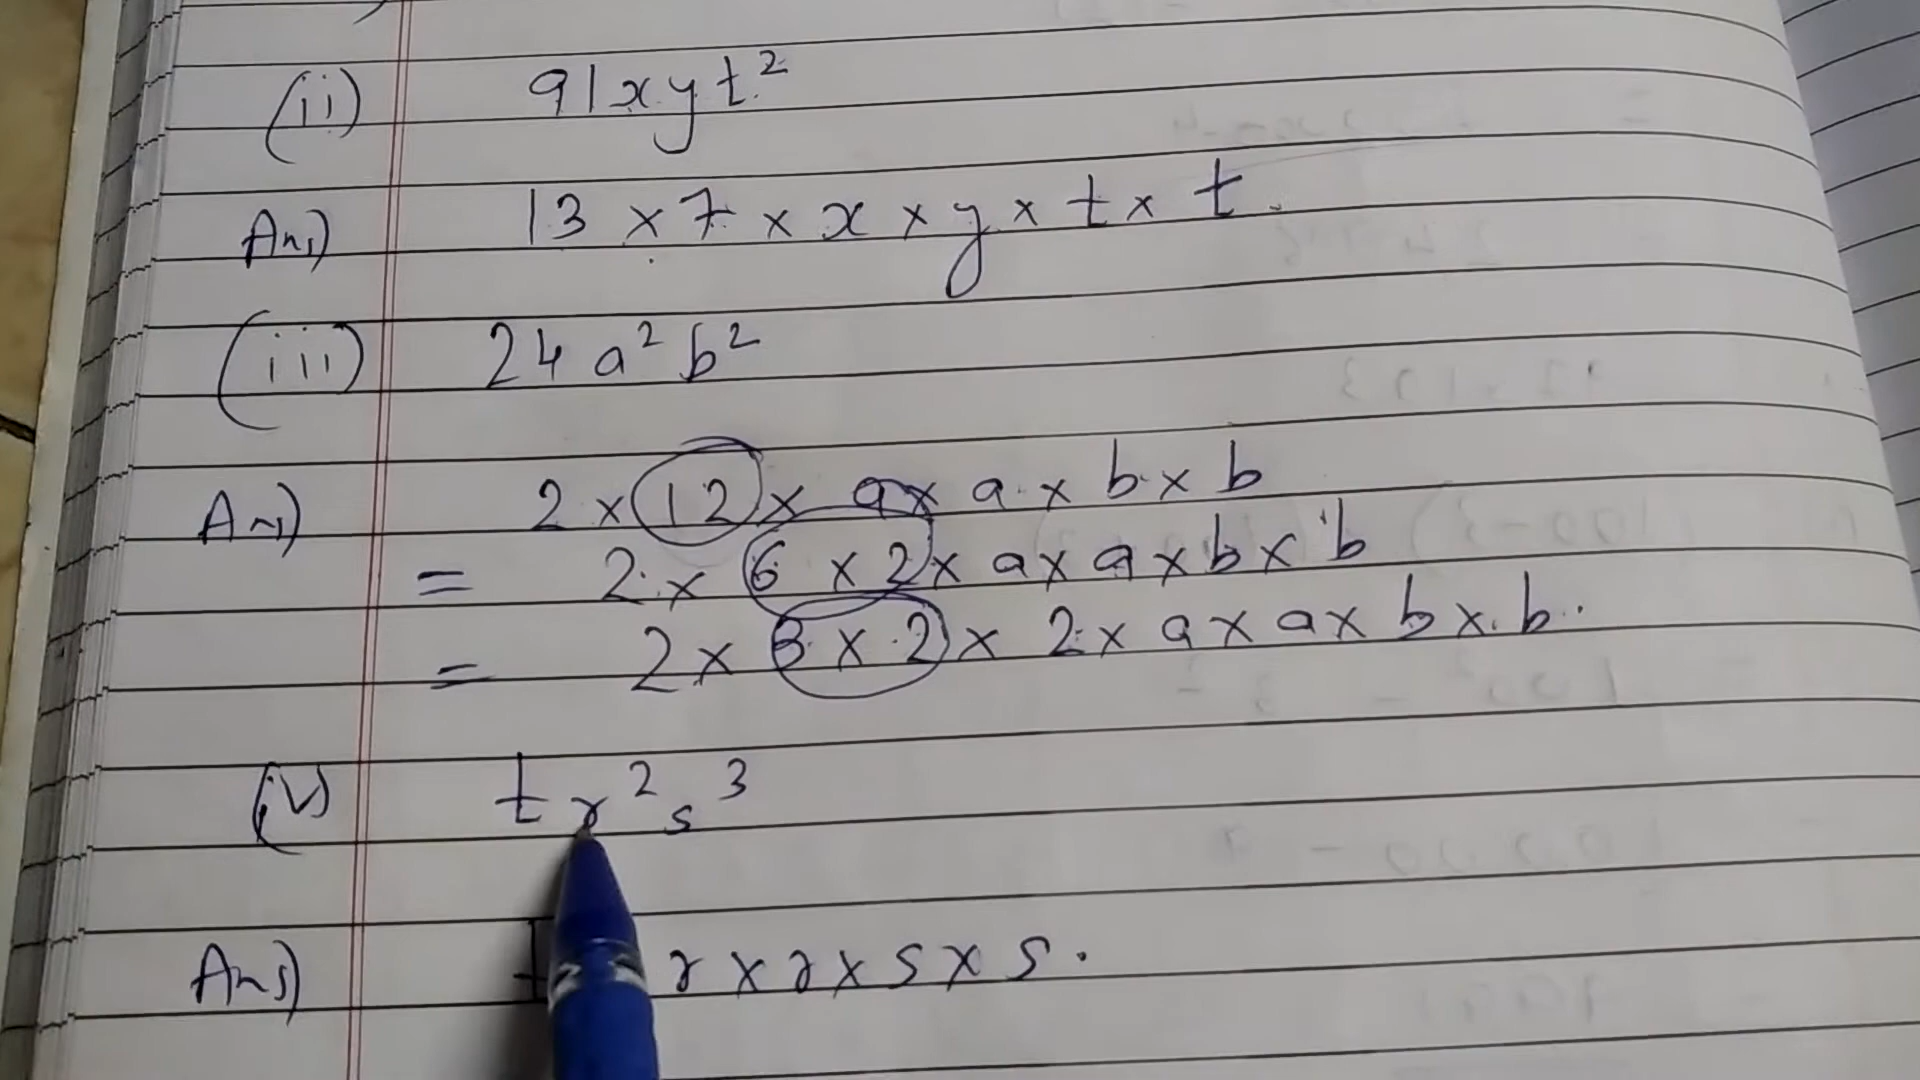 (ii) 91xyt²
Ans) 13 × 7 × x × y × t × t.
(iii) 24a²b²
Ans) 2 × 12 × a × a × b × b
= 2 × 6 × 2 × a × a × b × b
= 2 × 3 × 2 × 2 × a × a × b × b.
(iv) tr²s³
Ans) r × r × s × s.